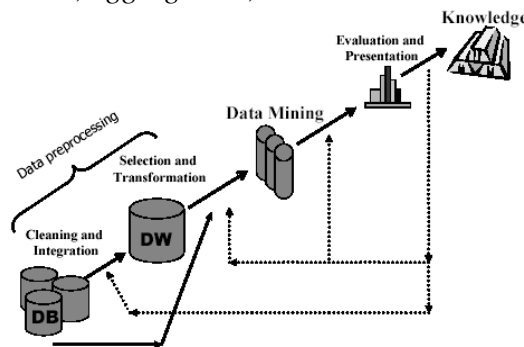 Knowledge
Evaluation and
Presentation
Data Mining
Data preprocessing
Selection and
Transformation
Cleaning and
Integration
DW
DB